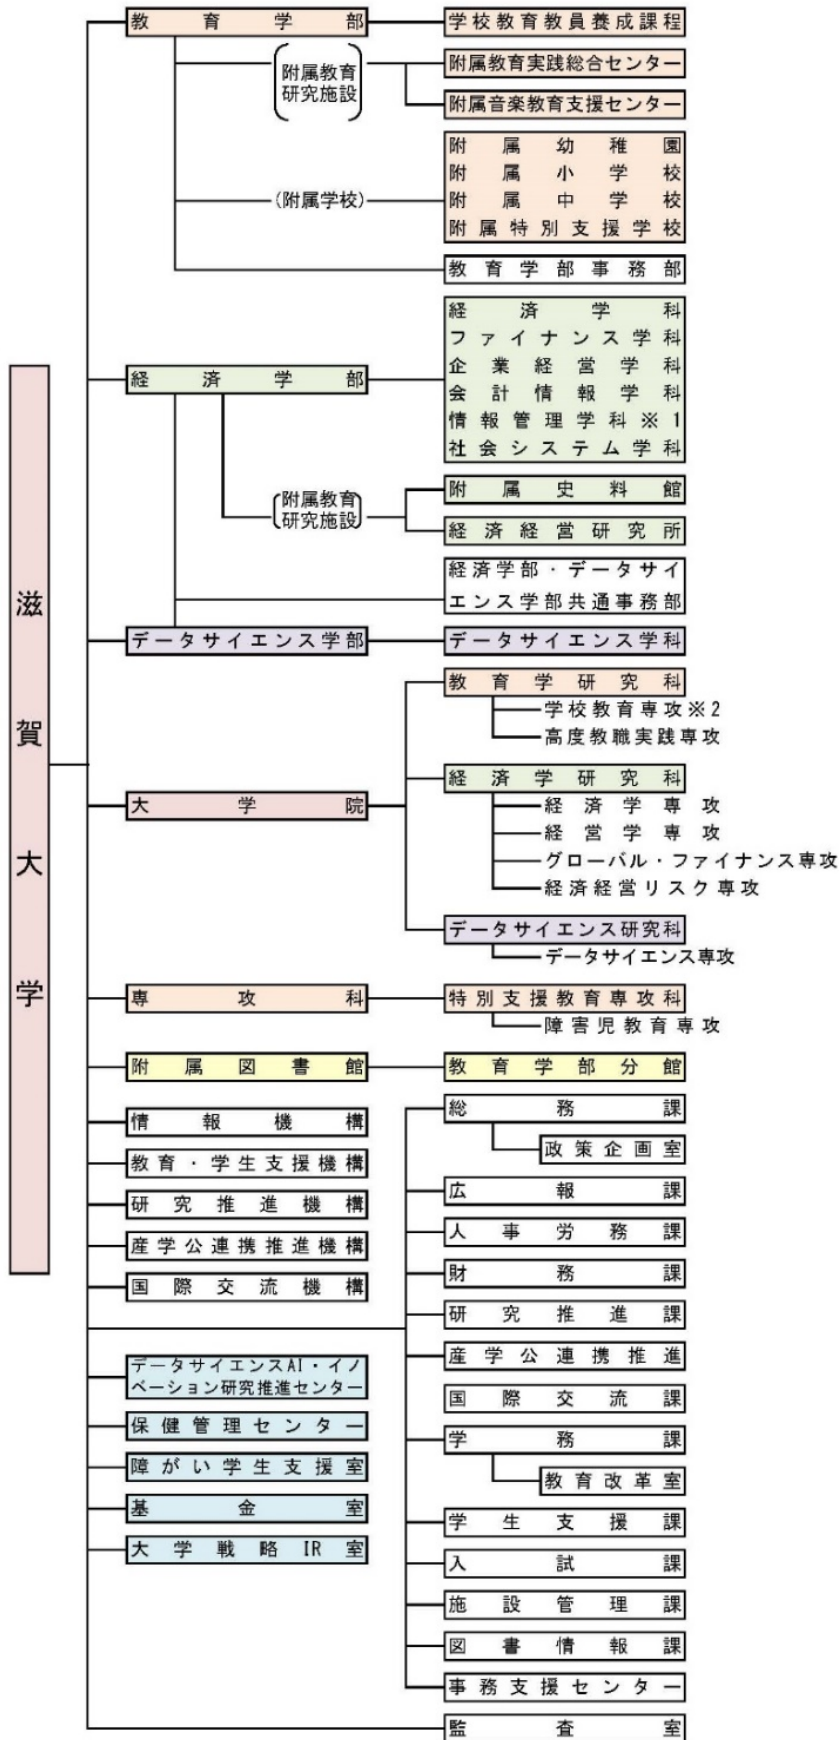 滋賀大学
教育学部
学校教育教員養成課程
附属教育
研究施設
附属教育実践総合センター
附属音楽教育支援センター
(附属学校)
附属幼稚園
附属小学校
附属中学校
附属特別支援学校
教育学部事務部
経済学部
経済学科
ファイナンス学科
企業経営学科
会計情報学科
情報管理学科※1
社会システム学科
附属教育
研究施設
附属史料館
経済経営研究所
経済学部・データサイ
エンス学部共通事務部
データサイエンス学部
データサイエンス学科
大学院
教育学研究科
学校教育専攻※2
高度教職実践専攻
経済学研究科
経済学専攻
経営学専攻
グローバル・ファイナンス専攻
経済経営リスク専攻
データサイエンス研究科
データサイエンス専攻
専攻科
特別支援教育専攻科
障害児教育専攻
附属図書館
教育学部分館
情報機構
教育・学生支援機構
研究推進機構
産学公連携推進機構
国際交流機構
データサイエンスAI・イノ
ベーション研究推進センター
保健管理センター
障がい学生支援室
基金室
大学戦略IR室
総務課
政策企画室
広報課
人事労務課
財務課
研究推進課
産学公連携推進
国際交流課
学務課
教育改革室
学生支援課
入試課
施設管理課
図書情報課
事務支援センター
監査室